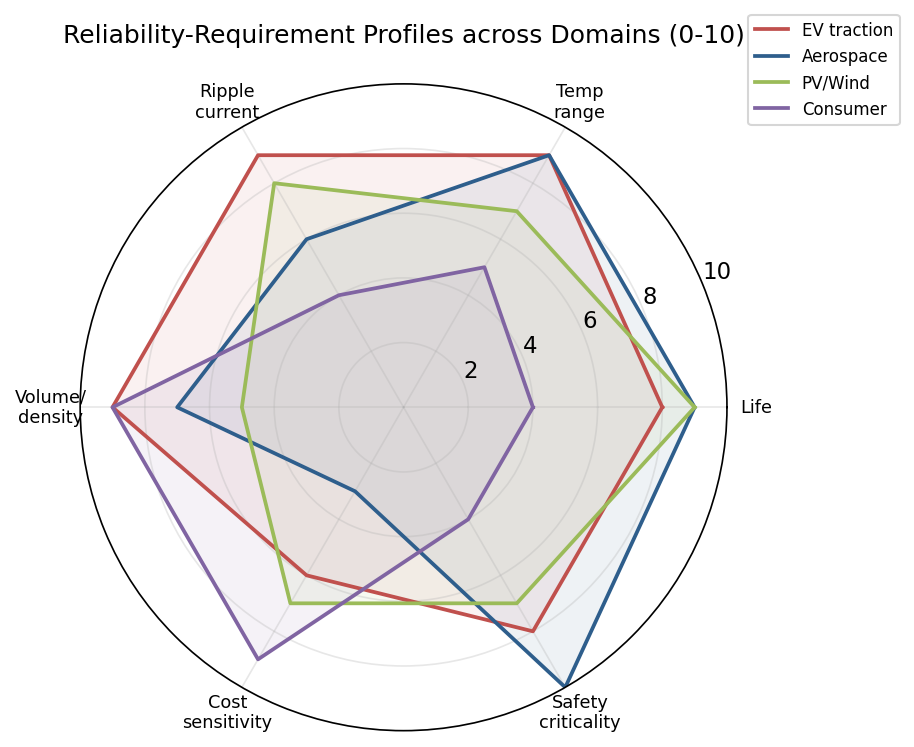 Reliability-Requirement Profiles across Domains (0-10)
EV traction
Aerospace
PV/Wind
Consumer
Ripple
current
Temp
range
10
8
6
4
2
Volume/
density
Life
Cost
sensitivity
Safety
criticality